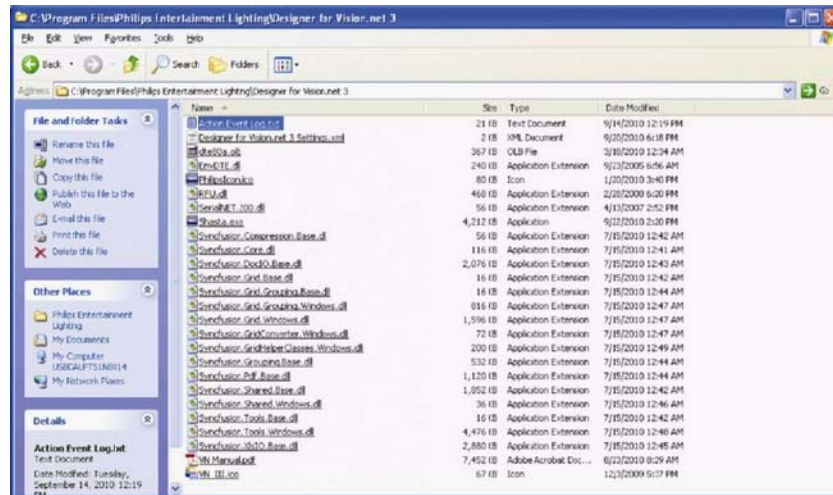 C:\Program Files\Philips Entertainment Lighting\Designer for Vision.net 3
File Edit View Favorites Tools Help
Back Search Folders
Address C:\Program Files\Philips Entertainment Lighting\Designer for Vision.net 3 Go
File and Folder Tasks
Rename this file
Move this file
Copy this file
Publish this file to the Web
E-mail this file
Print this file
Delete this file
Other Places
Philips Entertainment Lighting
My Documents
My Computer
My Network Places
Details
Action Event Log.txt
Text Document
Date Modified: Tuesday,
September 14, 2010, 12:19
PM
Name Size Type Date Modified
Action Event Log.txt 21 KB Text Document 9/14/2010 12:19 PM
Designer for Vision.net 3 Settings.xml 2 KB XML Document 9/20/2010 6:18 PM
dte80a.olb 367 KB OLB File 3/18/2010 12:34 AM
EnvDTE.dll 240 KB Application Extension 9/23/2005 6:56 AM
PhilipsIcon.ico 80 KB Icon 1/20/2010 3:40 PM
RFU.dll 468 KB Application Extension 2/28/2008 6:20 PM
SerialNET.200.dll 56 KB Application Extension 4/13/2007 2:52 PM
Shasta.exe 4,212 KB Application 9/22/2010 2:20 PM
Syncfusion.Compression.Base.dll 56 KB Application Extension 7/15/2010 12:42 AM
Syncfusion.Core.dll 116 KB Application Extension 7/15/2010 12:41 AM
Syncfusion.DocIO.Base.dll 2,076 KB Application Extension 7/15/2010 12:43 AM
Syncfusion.Grid.Base.dll 16 KB Application Extension 7/15/2010 12:42 AM
Syncfusion.Grid.Grouping.Base.dll 16 KB Application Extension 7/15/2010 12:44 AM
Syncfusion.Grid.Grouping.Windows.dll 816 KB Application Extension 7/15/2010 12:47 AM
Syncfusion.Grid.Windows.dll 1,596 KB Application Extension 7/15/2010 12:47 AM
Syncfusion.GridConverter.Windows.dll 72 KB Application Extension 7/15/2010 12:47 AM
Syncfusion.GridHelperClasses.Windows.dll 200 KB Application Extension 7/15/2010 12:49 AM
Syncfusion.Grouping.Base.dll 532 KB Application Extension 7/15/2010 12:44 AM
Syncfusion.Pdf.Base.dll 1,120 KB Application Extension 7/15/2010 12:44 AM
Syncfusion.Shared.Base.dll 1,852 KB Application Extension 7/15/2010 12:42 AM
Syncfusion.Shared.Windows.dll 36 KB Application Extension 7/15/2010 12:46 AM
Syncfusion.Tools.Base.dll 16 KB Application Extension 7/15/2010 12:42 AM
Syncfusion.Tools.Windows.dll 4,476 KB Application Extension 7/15/2010 12:48 AM
Syncfusion.XlsIO.Base.dll 2,880 KB Application Extension 7/15/2010 12:45 AM
VN Manual.pdf 7,452 KB Adobe Acrobat Doc... 8/23/2010 8:29 AM
VN_III.ico 67 KB Icon 12/3/2009 5:37 PM